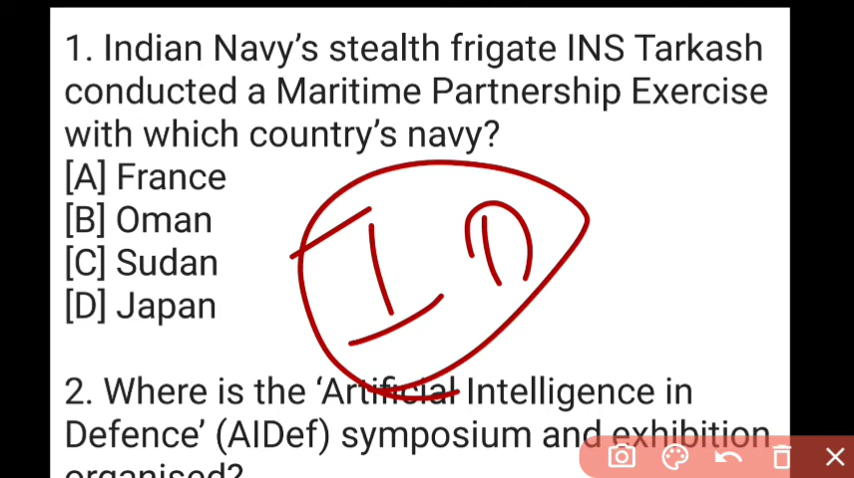 1. Indian Navy's stealth frigate INS Tarkash
conducted a Maritime Partnership Exercise
with which country's navy?
[A] France
[B] Oman
[C] Sudan
[D] Japan
I D
2. Where is the ‘Artificial Intelligence in
Defence’ (AIDef) symposium and exhibition
organised?